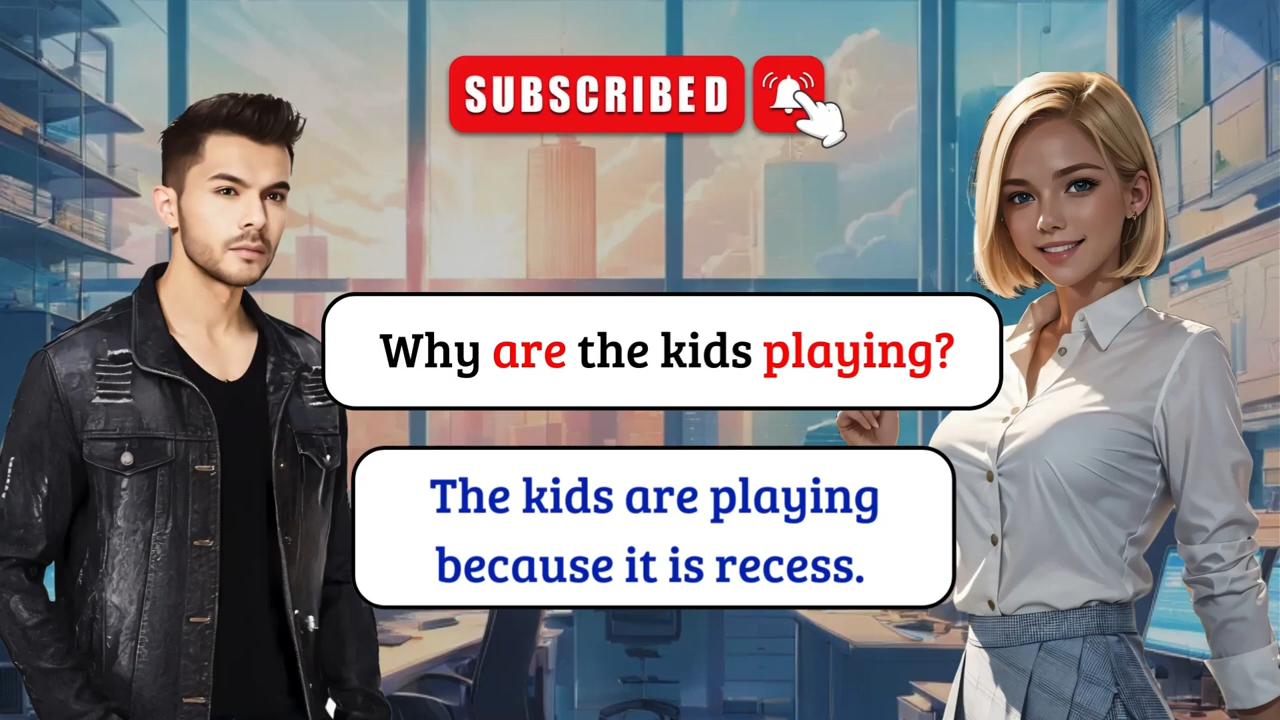 SUBSCRIBED
Why are the kids playing?
The kids are playing
because it is recess.